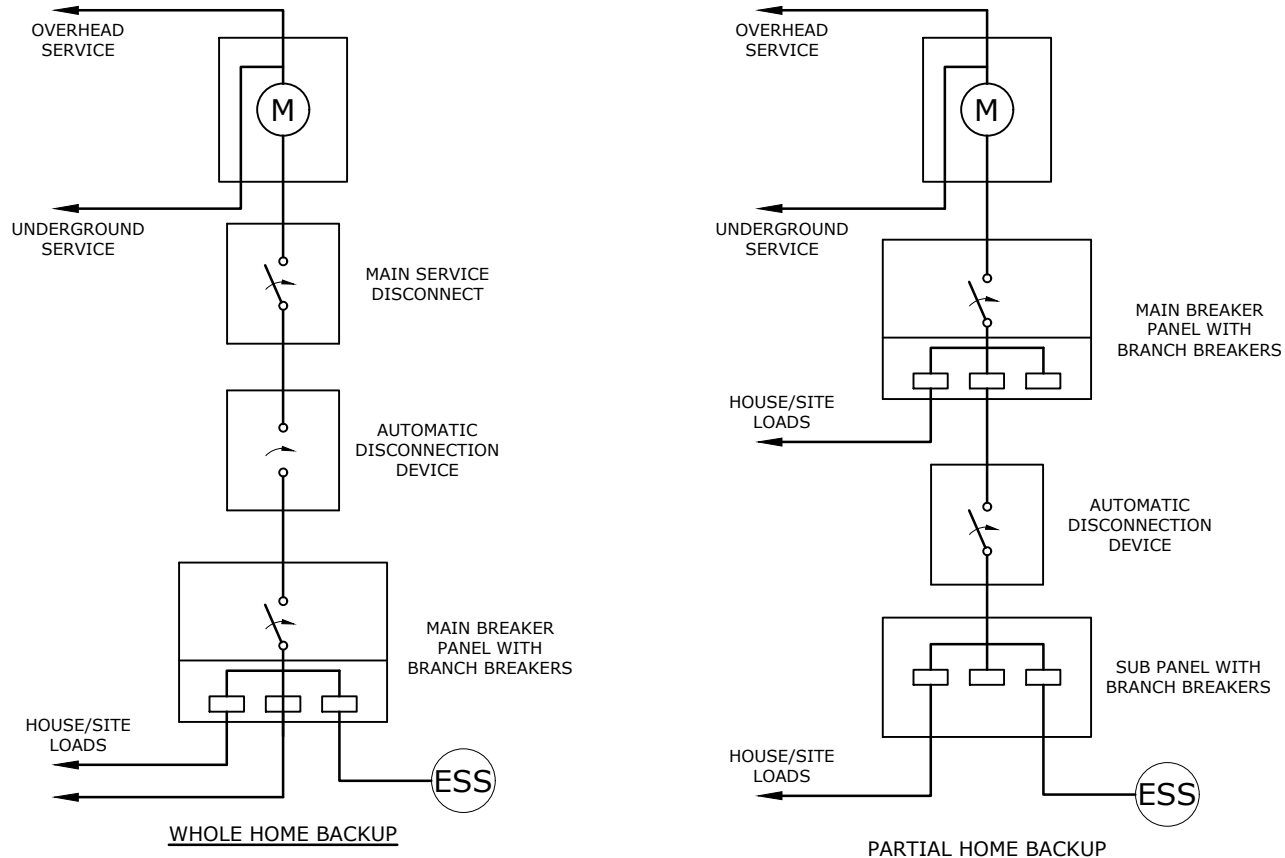 OVERHEAD
SERVICE
M
UNDERGROUND
SERVICE
MAIN SERVICE
DISCONNECT
AUTOMATIC
DISCONNECTION
DEVICE
MAIN BREAKER
PANEL WITH
BRANCH BREAKERS
HOUSE/SITE
LOADS
ESS
WHOLE HOME BACKUP
OVERHEAD
SERVICE
M
UNDERGROUND
SERVICE
MAIN BREAKER
PANEL WITH
BRANCH BREAKERS
HOUSE/SITE
LOADS
AUTOMATIC
DISCONNECTION
DEVICE
SUB PANEL WITH
BRANCH BREAKERS
HOUSE/SITE
LOADS
ESS
PARTIAL HOME BACKUP